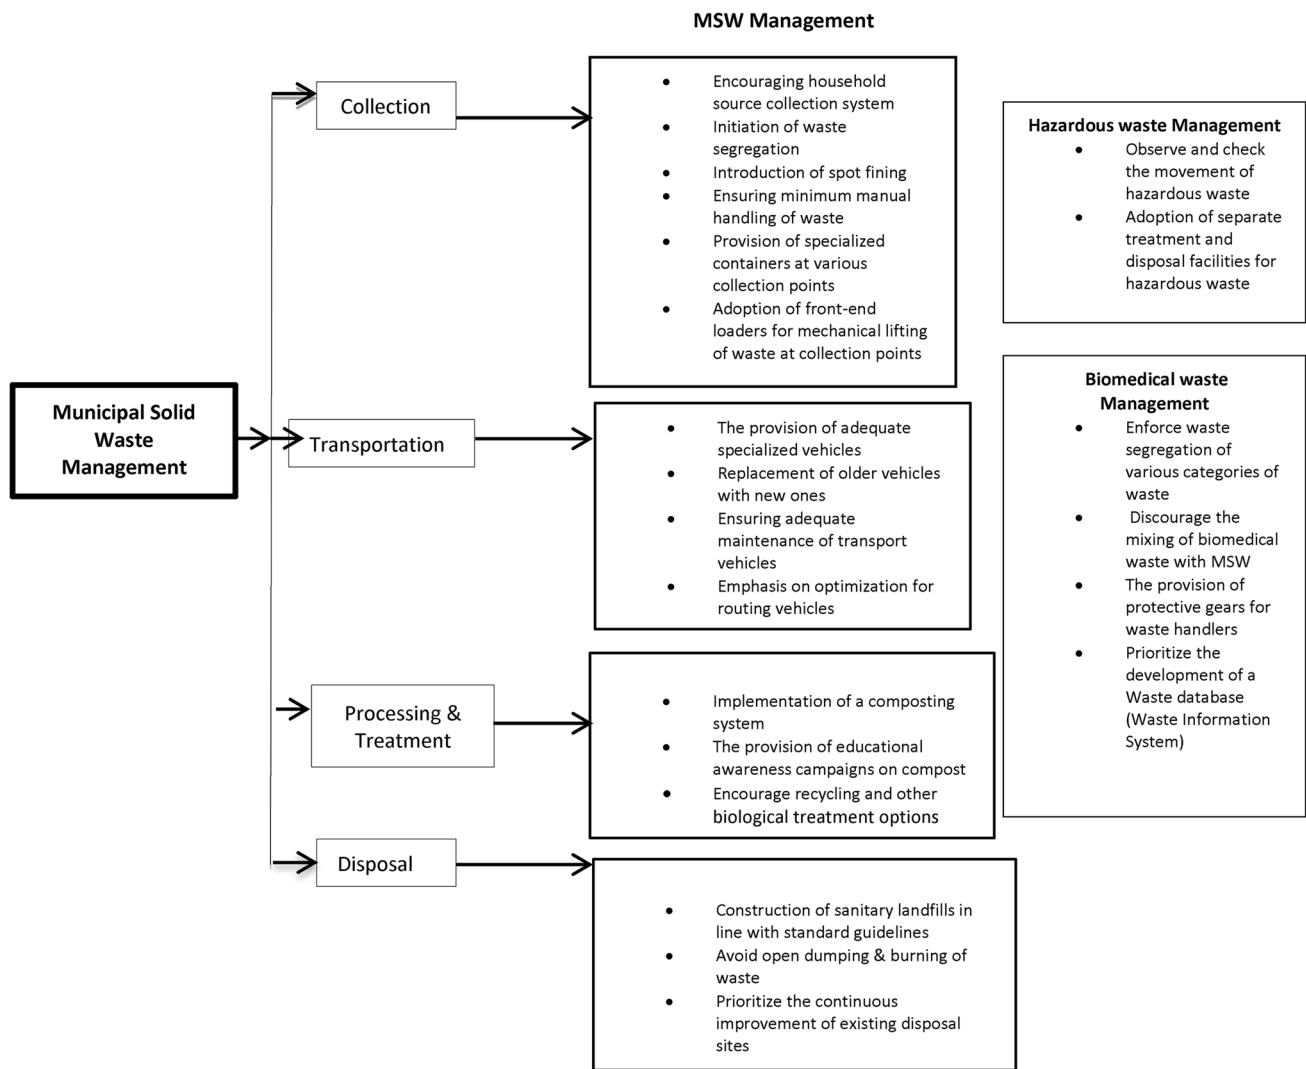 MSW Management
Municipal Solid
Waste
Management
Collection
• Encouraging household
source collection system
• Initiation of waste
segregation
• Introduction of spot fining
• Ensuring minimum manual
handling of waste
• Provision of specialized
containers at various
collection points
• Adoption of front-end
loaders for mechanical lifting
of waste at collection points
Transportation
• The provision of adequate
specialized vehicles
• Replacement of older vehicles
with new ones
• Ensuring adequate
maintenance of transport
vehicles
• Emphasis on optimization for
routing vehicles
Processing &
Treatment
• Implementation of a composting
system
• The provision of educational
awareness campaigns on compost
• Encourage recycling and other
biological treatment options
Disposal
• Construction of sanitary landfills in
line with standard guidelines
• Avoid open dumping & burning of
waste
• Prioritize the continuous
improvement of existing disposal
sites
Hazardous waste Management
• Observe and check
the movement of
hazardous waste
• Adoption of separate
treatment and
disposal facilities for
hazardous waste
Biomedical waste
Management
• Enforce waste
segregation of
various categories of
waste
• Discourage the
mixing of biomedical
waste with MSW
• The provision of
protective gears for
waste handlers
• Prioritize the
development of a
Waste database
(Waste Information
System)